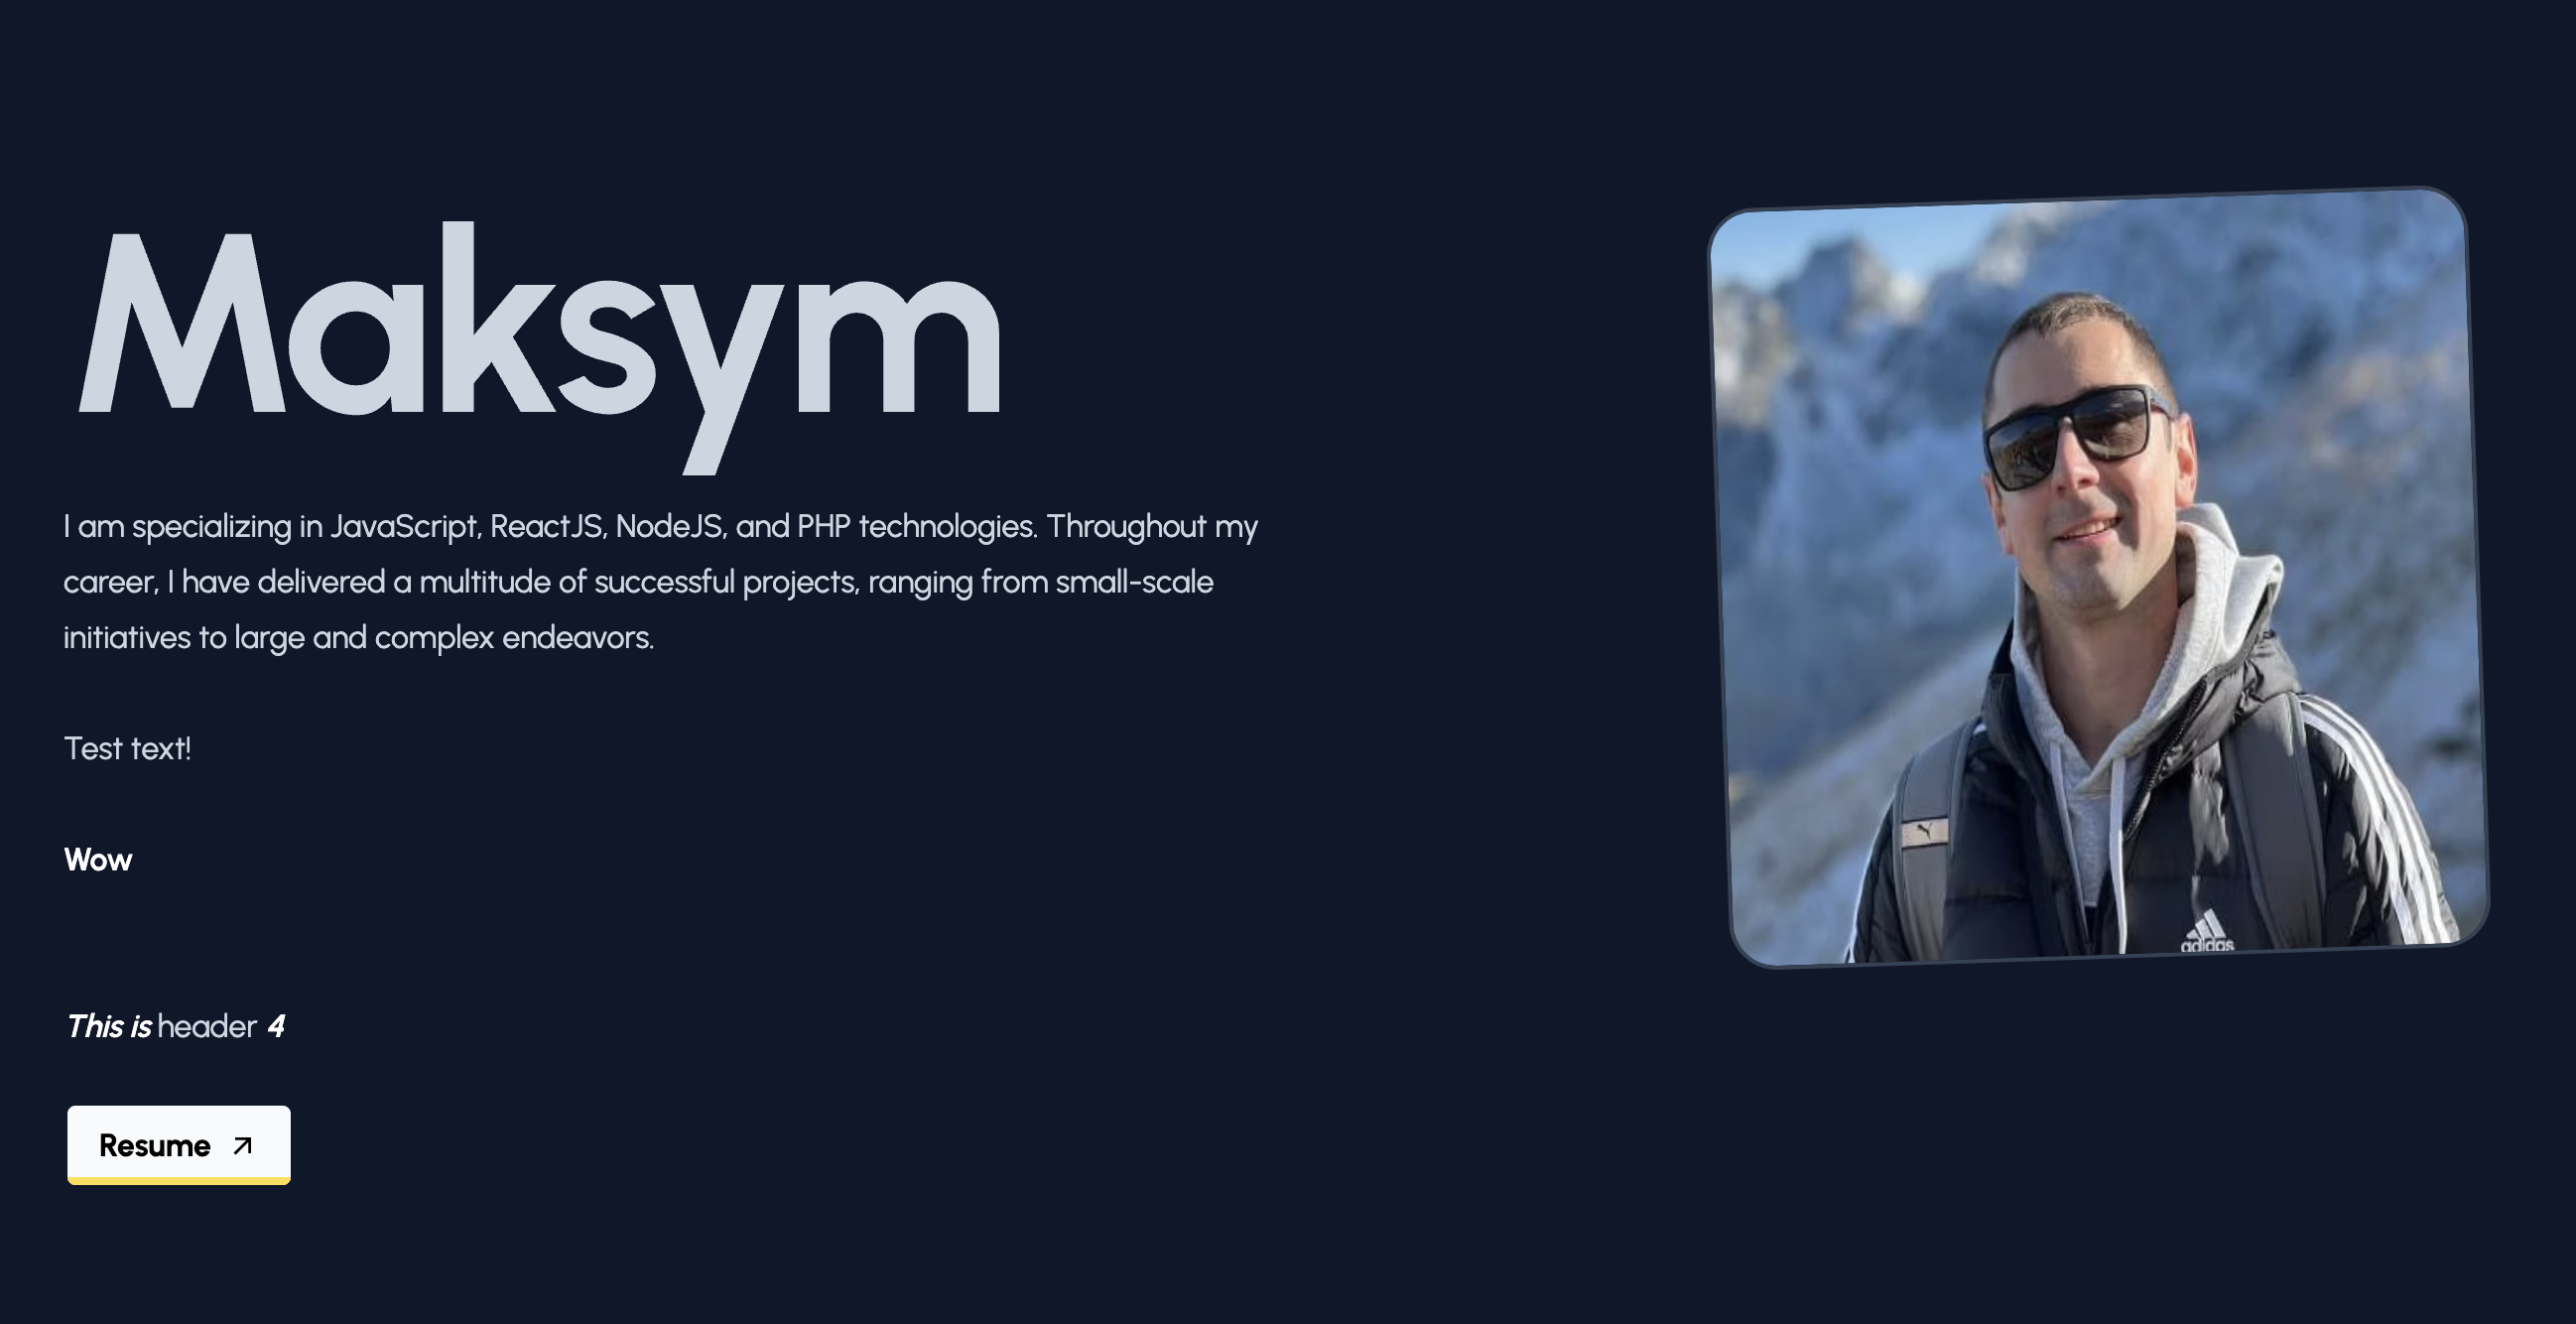 Maksym
I am specializing in JavaScript, ReactJS, NodeJS, and PHP technologies. Throughout my
career, I have delivered a multitude of successful projects, ranging from small-scale
initiatives to large and complex endeavors.
Test text!
Wow
This is header 4
Resume
adidas